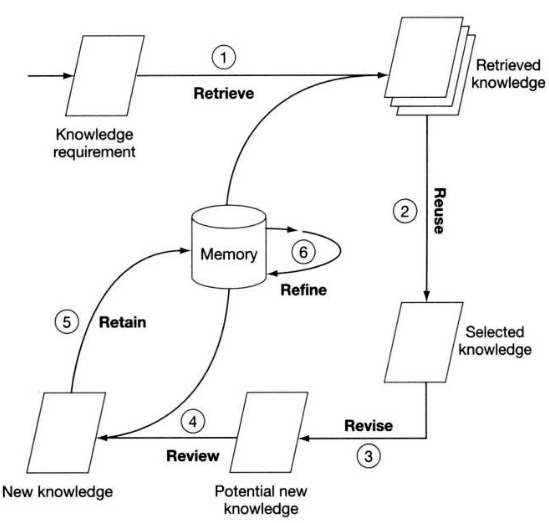 1
Retrieve
Retrieved
knowledge
Knowledge
requirement
2
Reuse
Memory
6
Refine
5
Retain
Selected
knowledge
4
Revise
3
Review
New knowledge
Potential new
knowledge